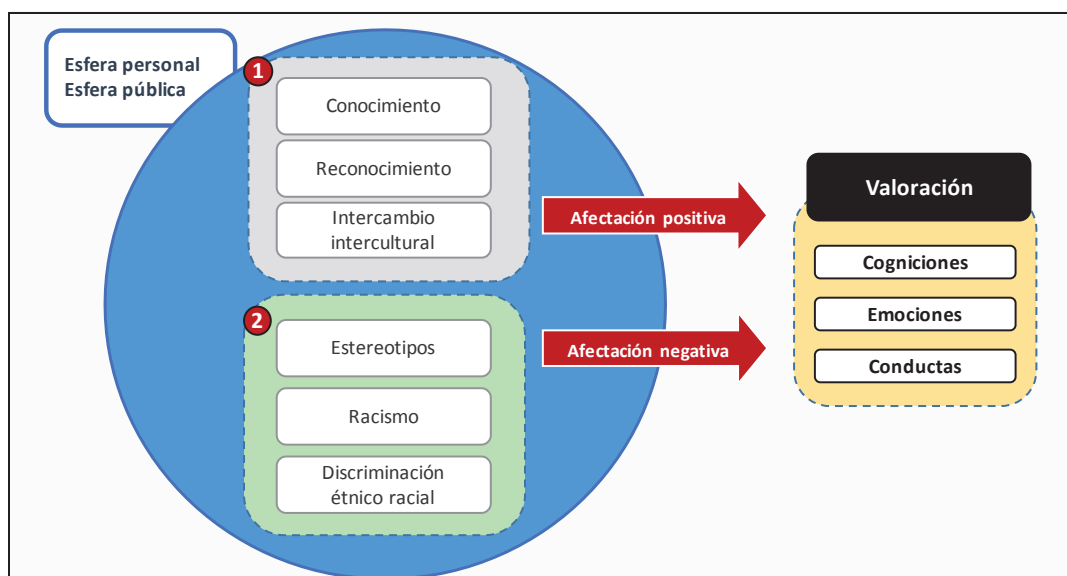 Esfera personal
Esfera pública
1
Conocimiento
Reconocimiento
Intercambio
intercultural
Afectación positiva
2
Estereotipos
Racismo
Discriminación
étnico racial
Afectación negativa
Valoración
Cogniciones
Emociones
Conductas